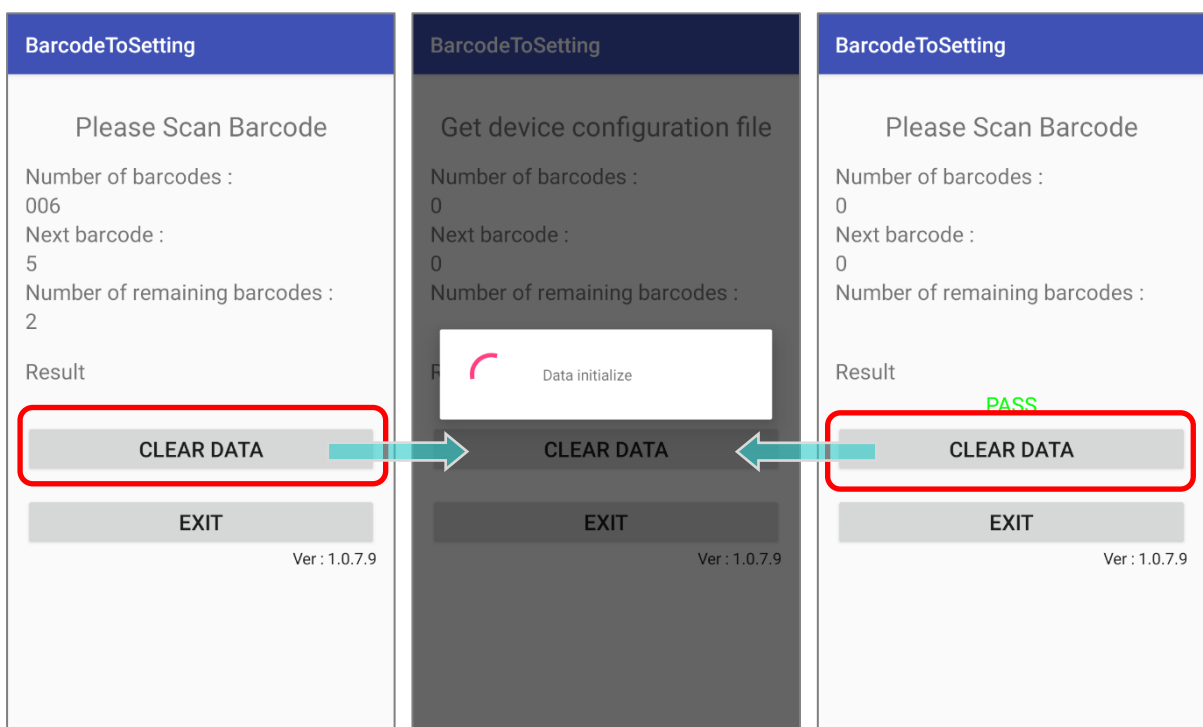 BarcodeToSetting
Please Scan Barcode
Number of barcodes :
006
Next barcode :
5
Number of remaining barcodes :
2
Result
CLEAR DATA
EXIT
Ver : 1.0.7.9
BarcodeToSetting
Get device configuration file
Number of barcodes :
0
Next barcode :
0
Number of remaining barcodes :
R
Data initialize
CLEAR DATA
EXIT
Ver : 1.0.7.9
BarcodeToSetting
Please Scan Barcode
Number of barcodes :
0
Next barcode :
0
Number of remaining barcodes :
Result
PASS
CLEAR DATA
EXIT
Ver : 1.0.7.9